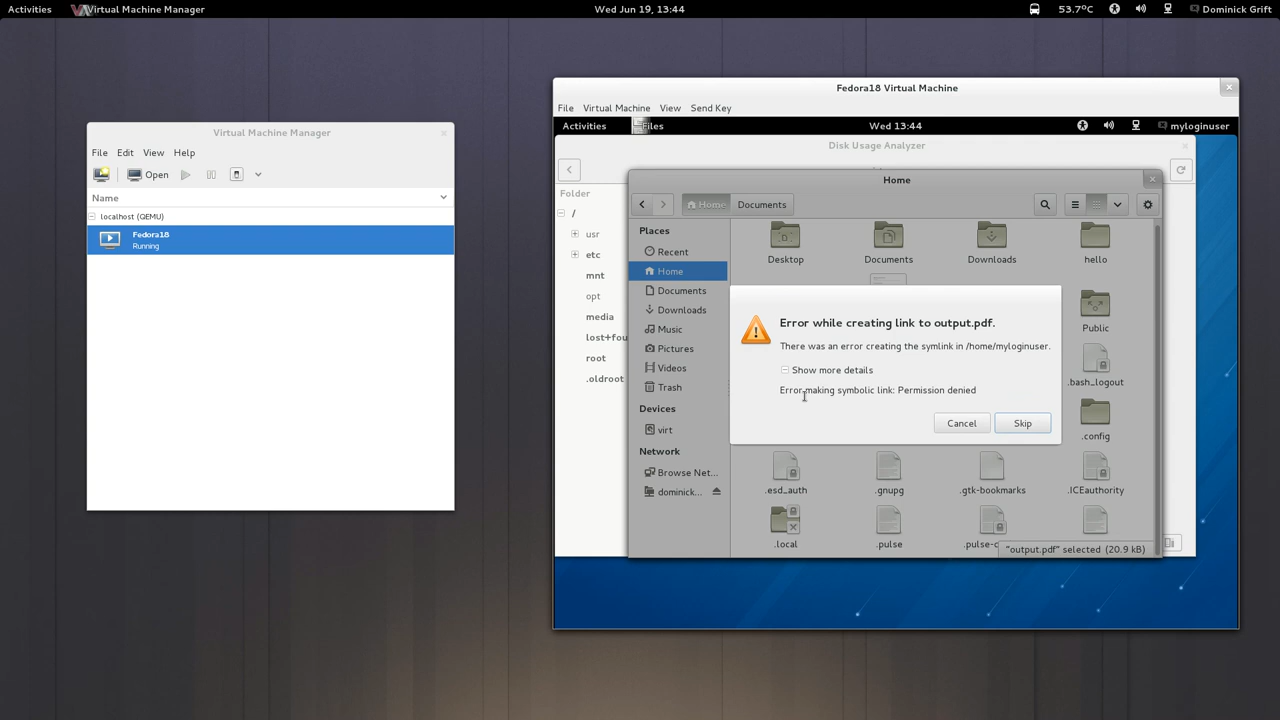 Activities Virtual Machine Manager Wed Jun 19, 13:44 53.7°C Dominick Grift
Virtual Machine Manager
File Edit View Help
Open
Name
localhost (QEMU)
Fedora18
Running
Fedora18 Virtual Machine
File Virtual Machine View Send Key
Activities Files Wed 13:44 myloginuser
Disk Usage Analyzer
Folder
/
usr
etc
mnt
opt
media
lost+fou
root
.oldroot
Home
Home Documents
Places
Recent
Home
Documents
Downloads
Music
Pictures
Videos
Trash
Devices
virt
Network
Browse Net...
dominick...
Desktop Documents Downloads hello
Public
.bash_logout
.config
.esd_auth .gnupg .gtk-bookmarks .ICEauthority
.local .pulse .pulse-c
"output.pdf" selected (20.9 kB)
Error while creating link to output.pdf.
There was an error creating the symlink in /home/myloginuser.
Show more details
Error making symbolic link: Permission denied
Cancel Skip